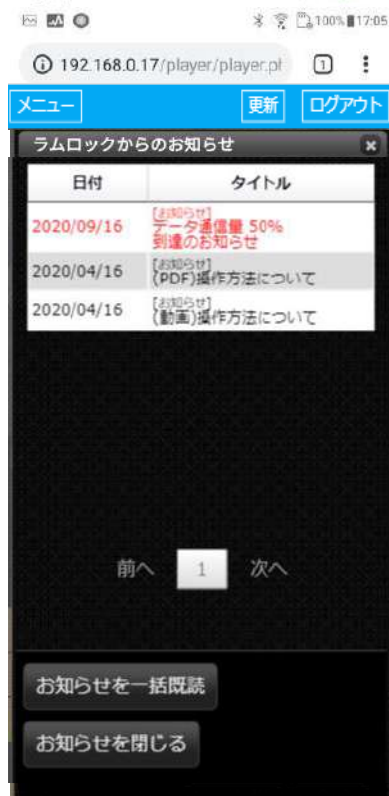 100% 17:05
192.168.0.17/player/player.pl
1
メニュー
更新
ログアウト
ラムロックからのお知らせ
日付
タイトル
2020/09/16
[お知らせ]
データ通信量 50%
到達のお知らせ
2020/04/16
[お知らせ]
(PDF)操作方法について
2020/04/16
[お知らせ]
(動画)操作方法について
前へ
1
次へ
お知らせを一括既読
お知らせを閉じる